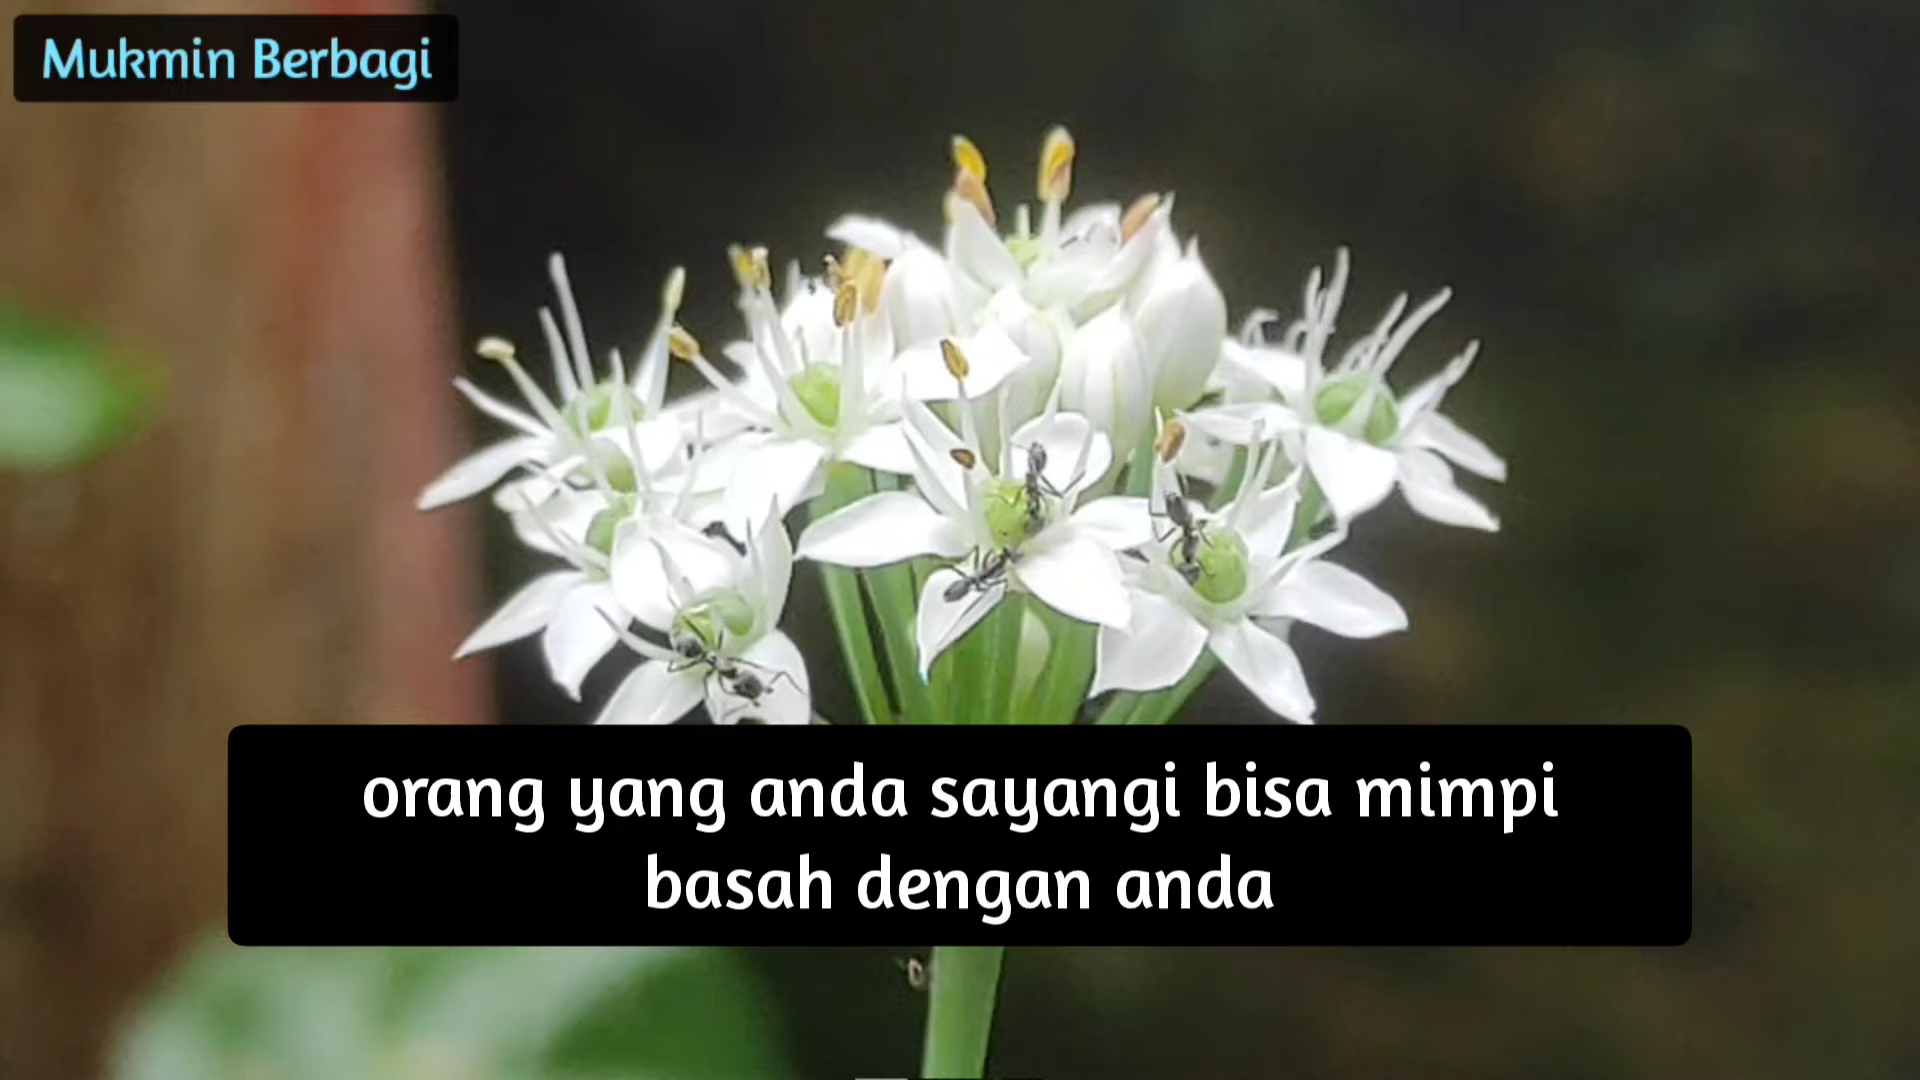 Mukmin Berbagi
orang yang anda sayangi bisa mimpi
basah dengan anda